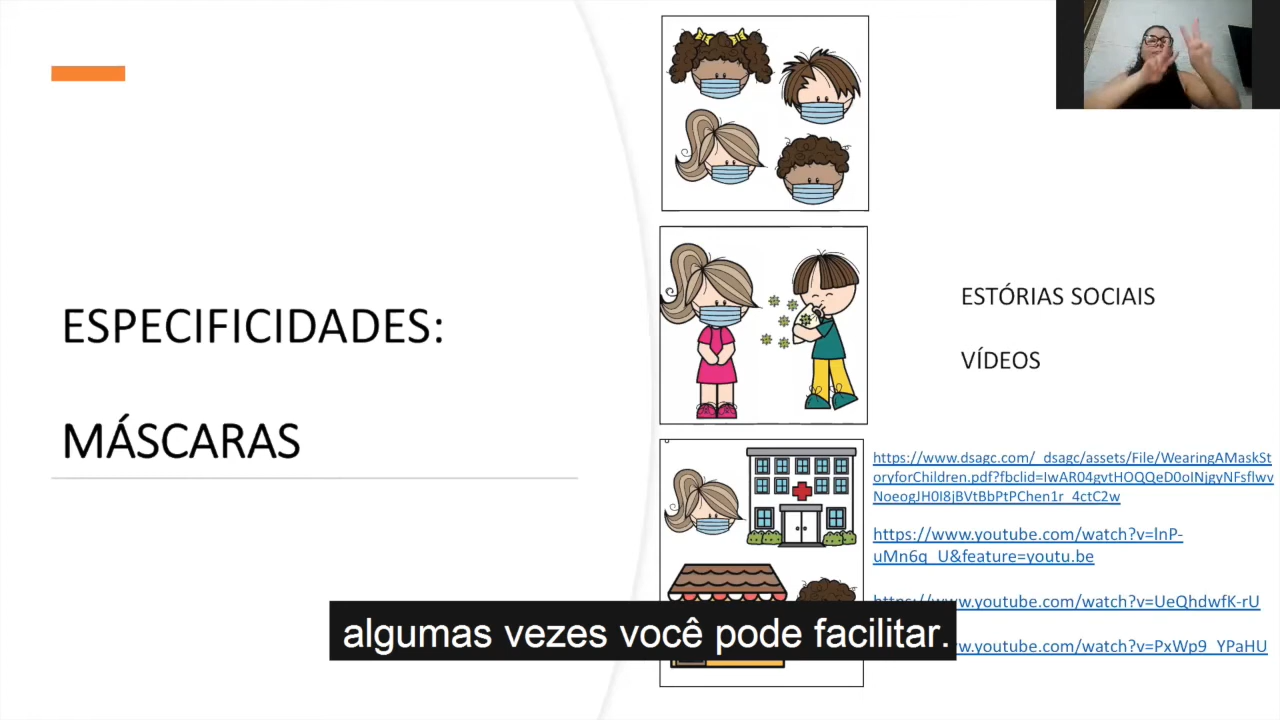 ESPECIFICIDADES:
MÁSCARAS
ESTÓRIAS SOCIAIS
VÍDEOS
https://www.dsagc.com/_dsagc/assets/File/WearingAMaskSt
oryforChildren.pdf?fbclid=IwAR04gvtHOQQeD0oINjgyNFsflwv
NoeogJH0I8jBVtBbPtPChen1r_4ctC2w
https://www.youtube.com/watch?v=lnP-
uMn6q_U&feature=youtu.be
https://www.youtube.com/watch?v=UeQhdwfK-rU
ww.youtube.com/watch?v=PxWp9_YPaHU
algumas vezes você pode facilitar.